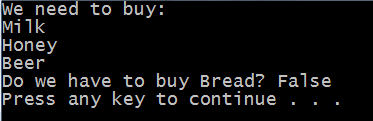 We need to buy:
Milk
Honey
Beer
Do we have to buy Bread? False
Press any key to continue . . .